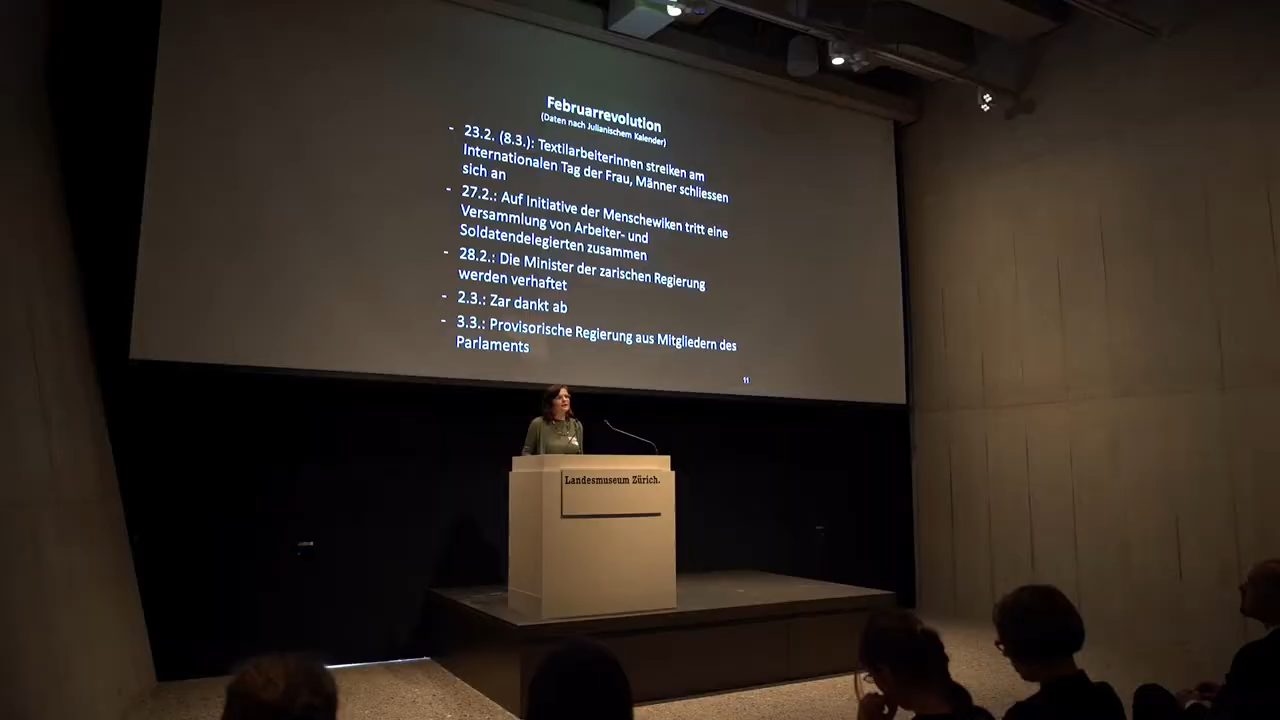 Februarrevolution
(Daten nach Julianischem Kalender)
- 23.2. (8.3.): Textilarbeiterinnen streiken am
Internationalen Tag der Frau, Männer schliessen
sich an
- 27.2.: Auf Initiative der Menschewiken tritt eine
Versammlung von Arbeiter- und
Soldatendelegierten zusammen
- 28.2.: Die Minister der zarischen Regierung
werden verhaftet
- 2.3.: Zar dankt ab
- 3.3.: Provisorische Regierung aus Mitgliedern des
Parlaments
11
Landesmuseum Zürich.